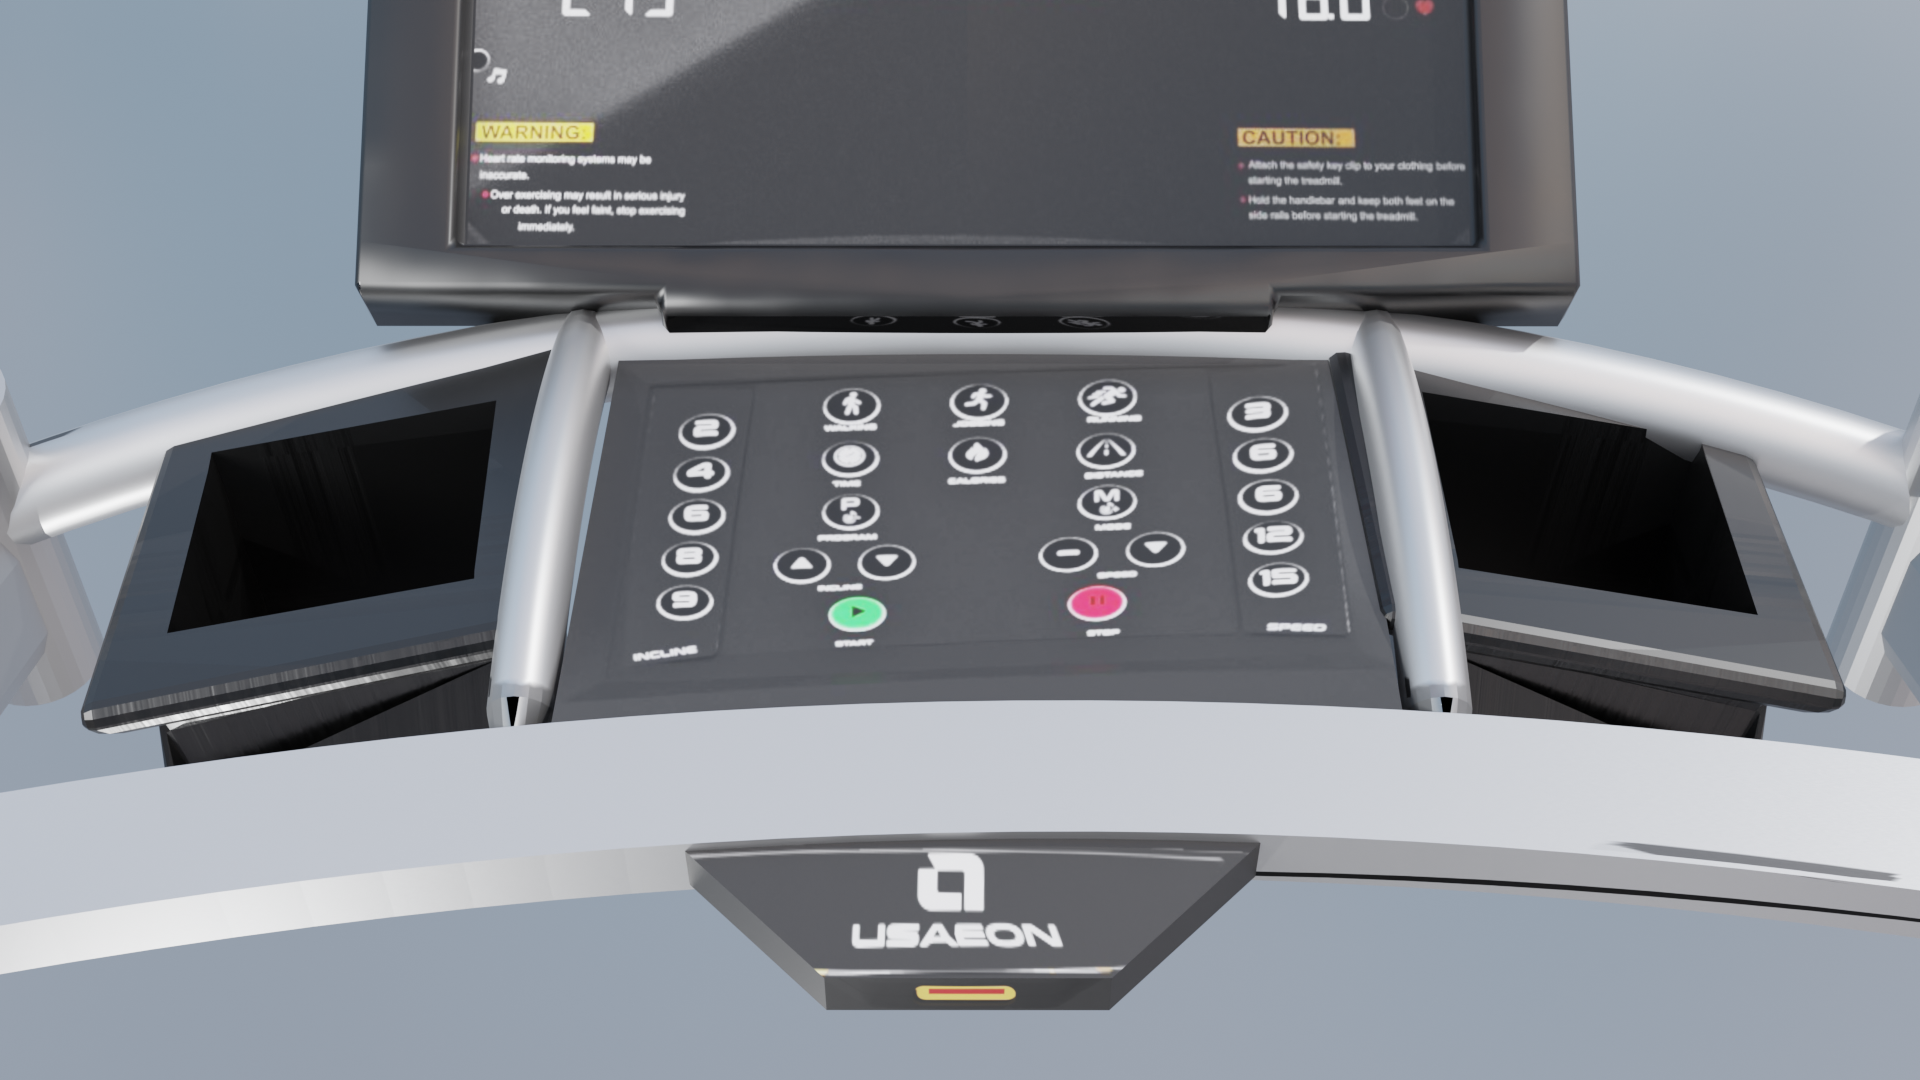 WARNING:
Heart rate monitoring systems may be
inaccurate.
Over exercising may result in serious injury
or death. If you feel faint, stop exercising
immediately.
CAUTION:
Attach the safety key clip to your clothing before
starting the treadmill.
Hold the handlebar and keep both feet on the
side rails before starting the treadmill.
2
4
6
8
9
INCLINE
WALKING
JOGGING
RUNNING
TIME
CALORIES
DISTANCE
P
PROGRAM
M
MODE
INCLINE
SPEED
START
STOP
3
6
6
12
15
SPEED
USAEON